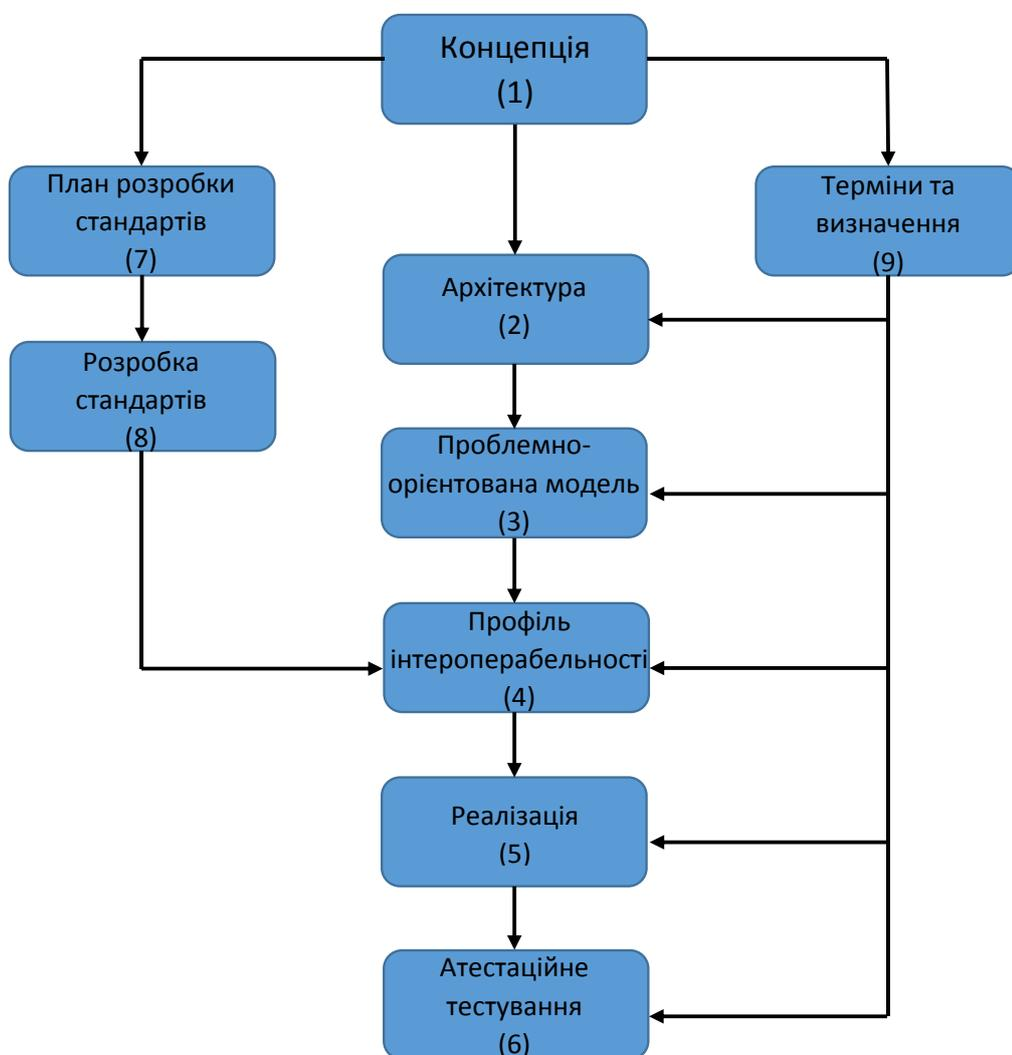 Концепція
(1)
План розробки
стандартів
(7)
Терміни та
визначення
(9)
Архітектура
(2)
Розробка
стандартів
(8)
Проблемно-
орієнтована модель
(3)
Профіль
інтероперабельності
(4)
Реалізація
(5)
Атестаційне
тестування
(6)